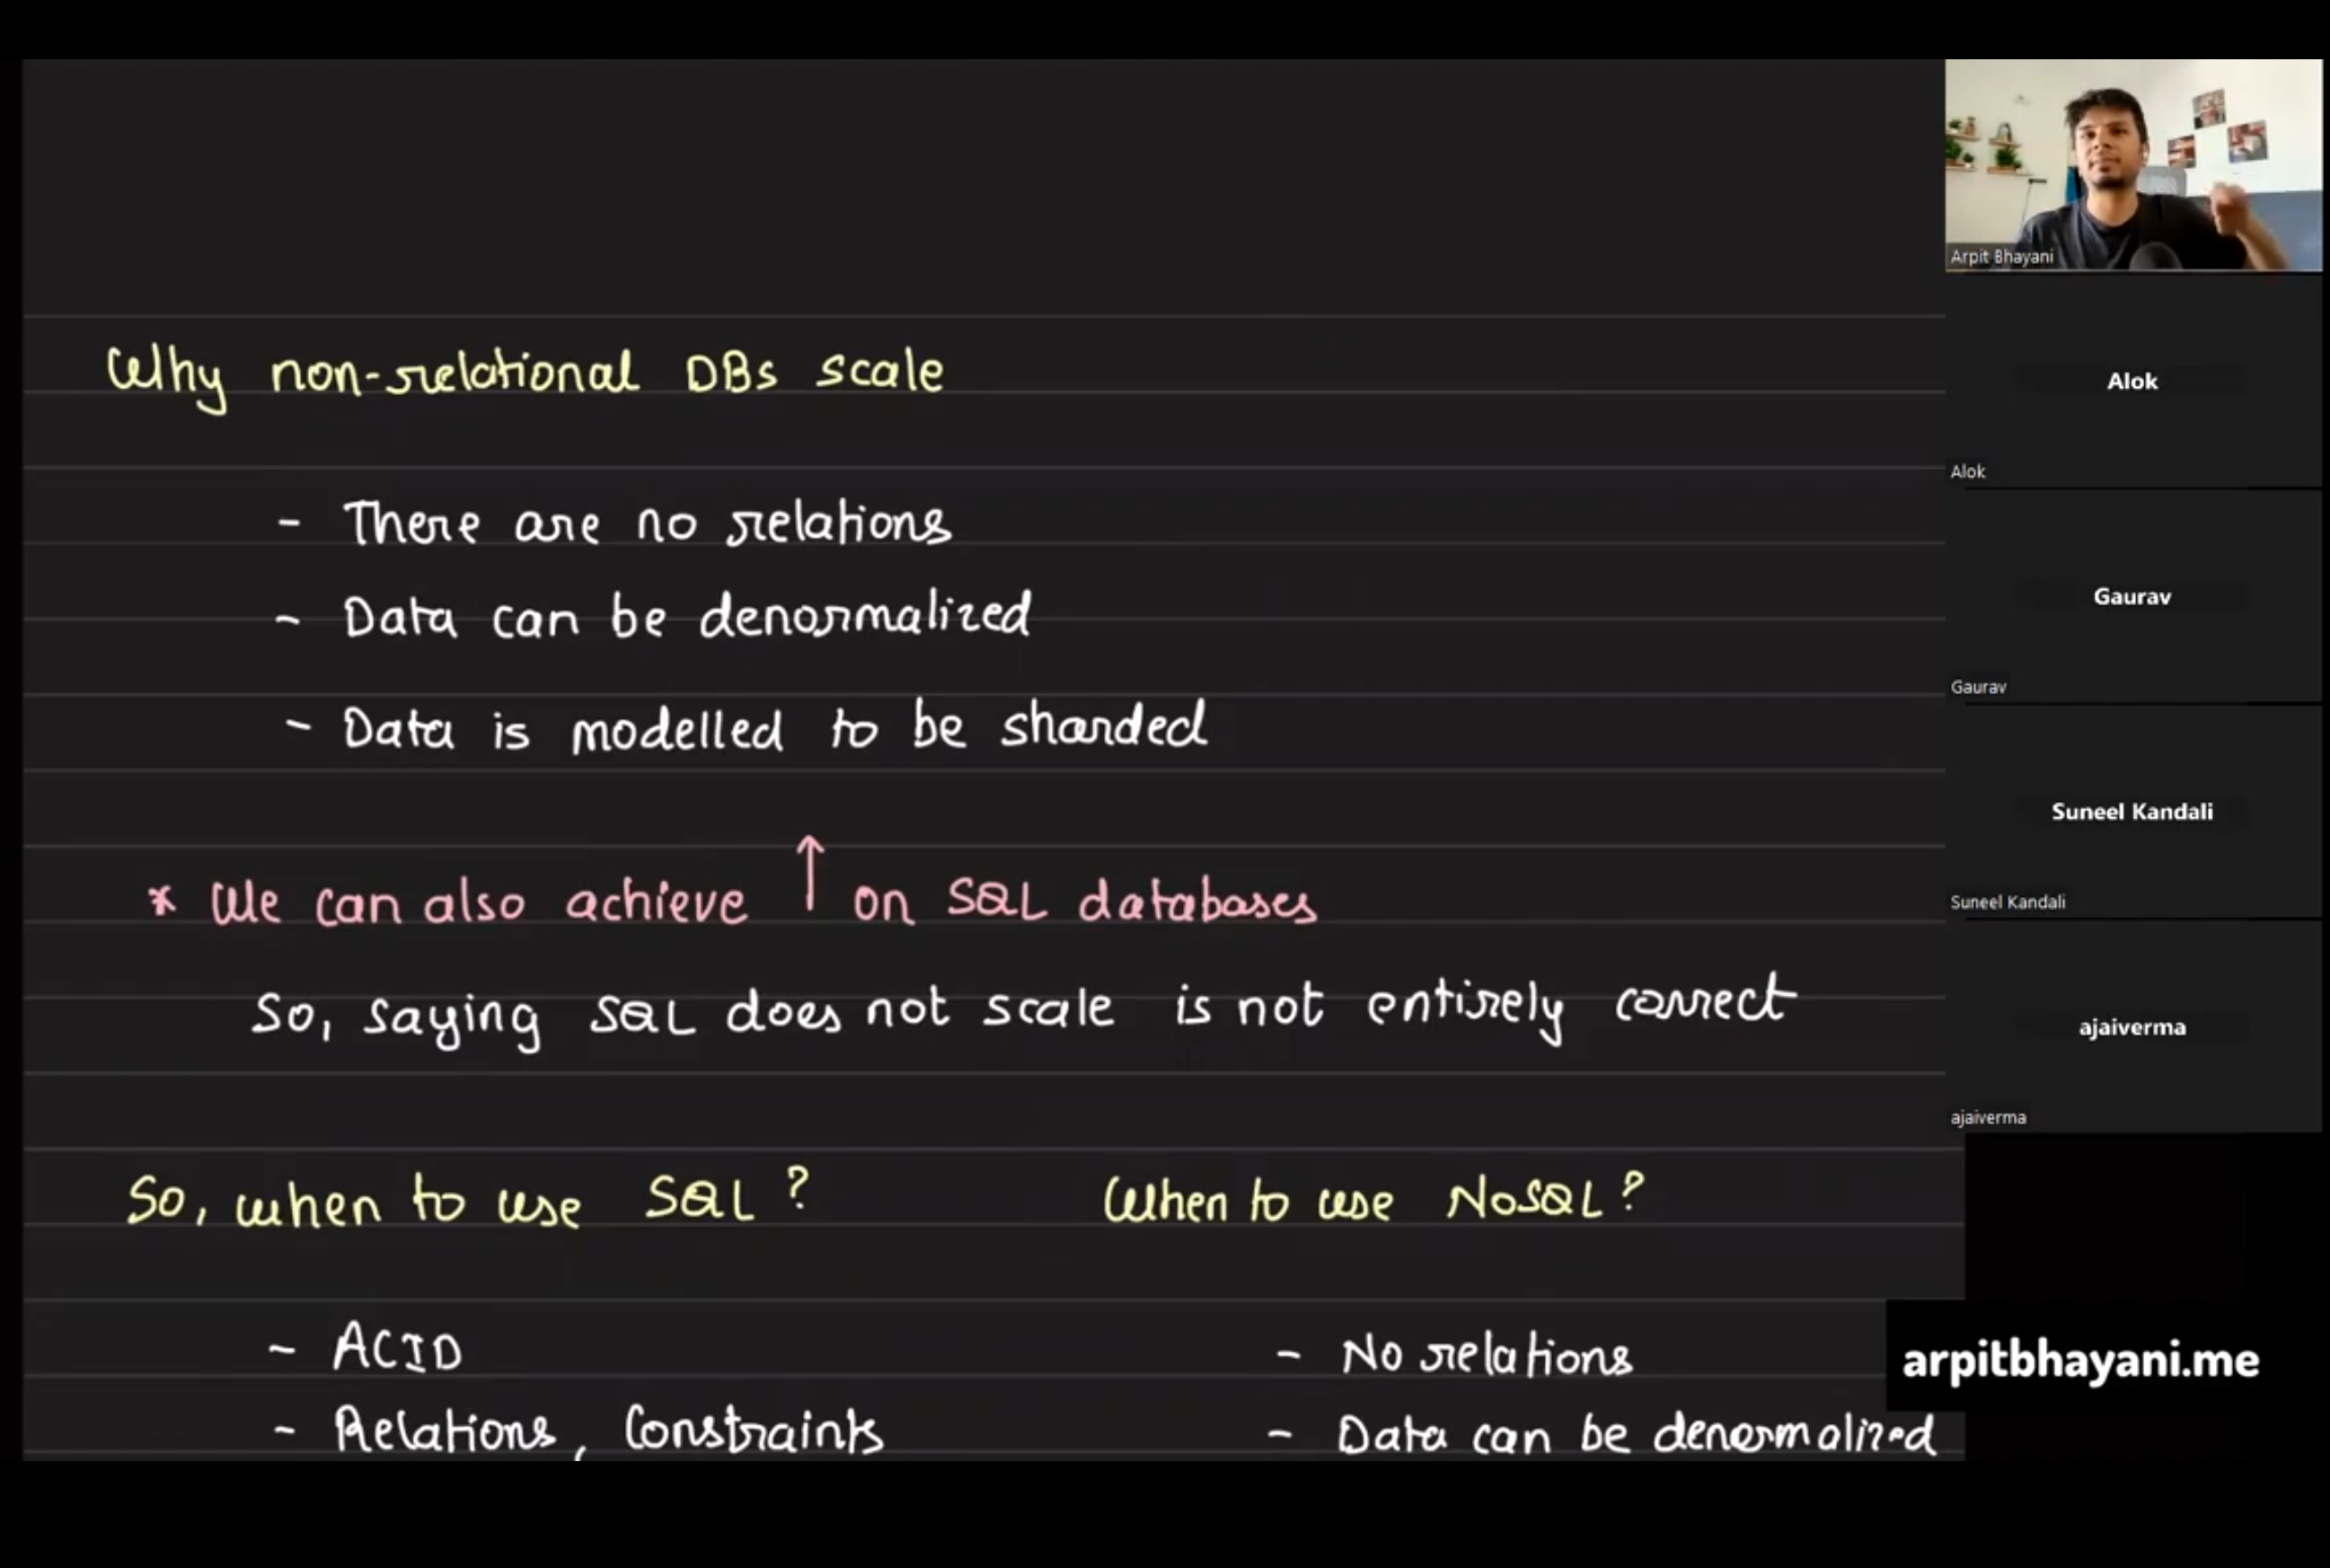 Why non-relational DBs scale
- There are no relations
- Data can be denormalized
- Data is modelled to be sharded
* We can also achieve ↑ on SQL databases
So, saying SQL does not scale is not entirely correct
So, when to use SQL?
- ACID
- Relations, Constraints
When to use NoSQL?
- No relations
- Data can be denormalized
Arpit Bhayani
Alok
Alok
Gaurav
Gaurav
Suneel Kandali
Suneel Kandali
ajaiverma
ajaiverma
arpitbhayani.me